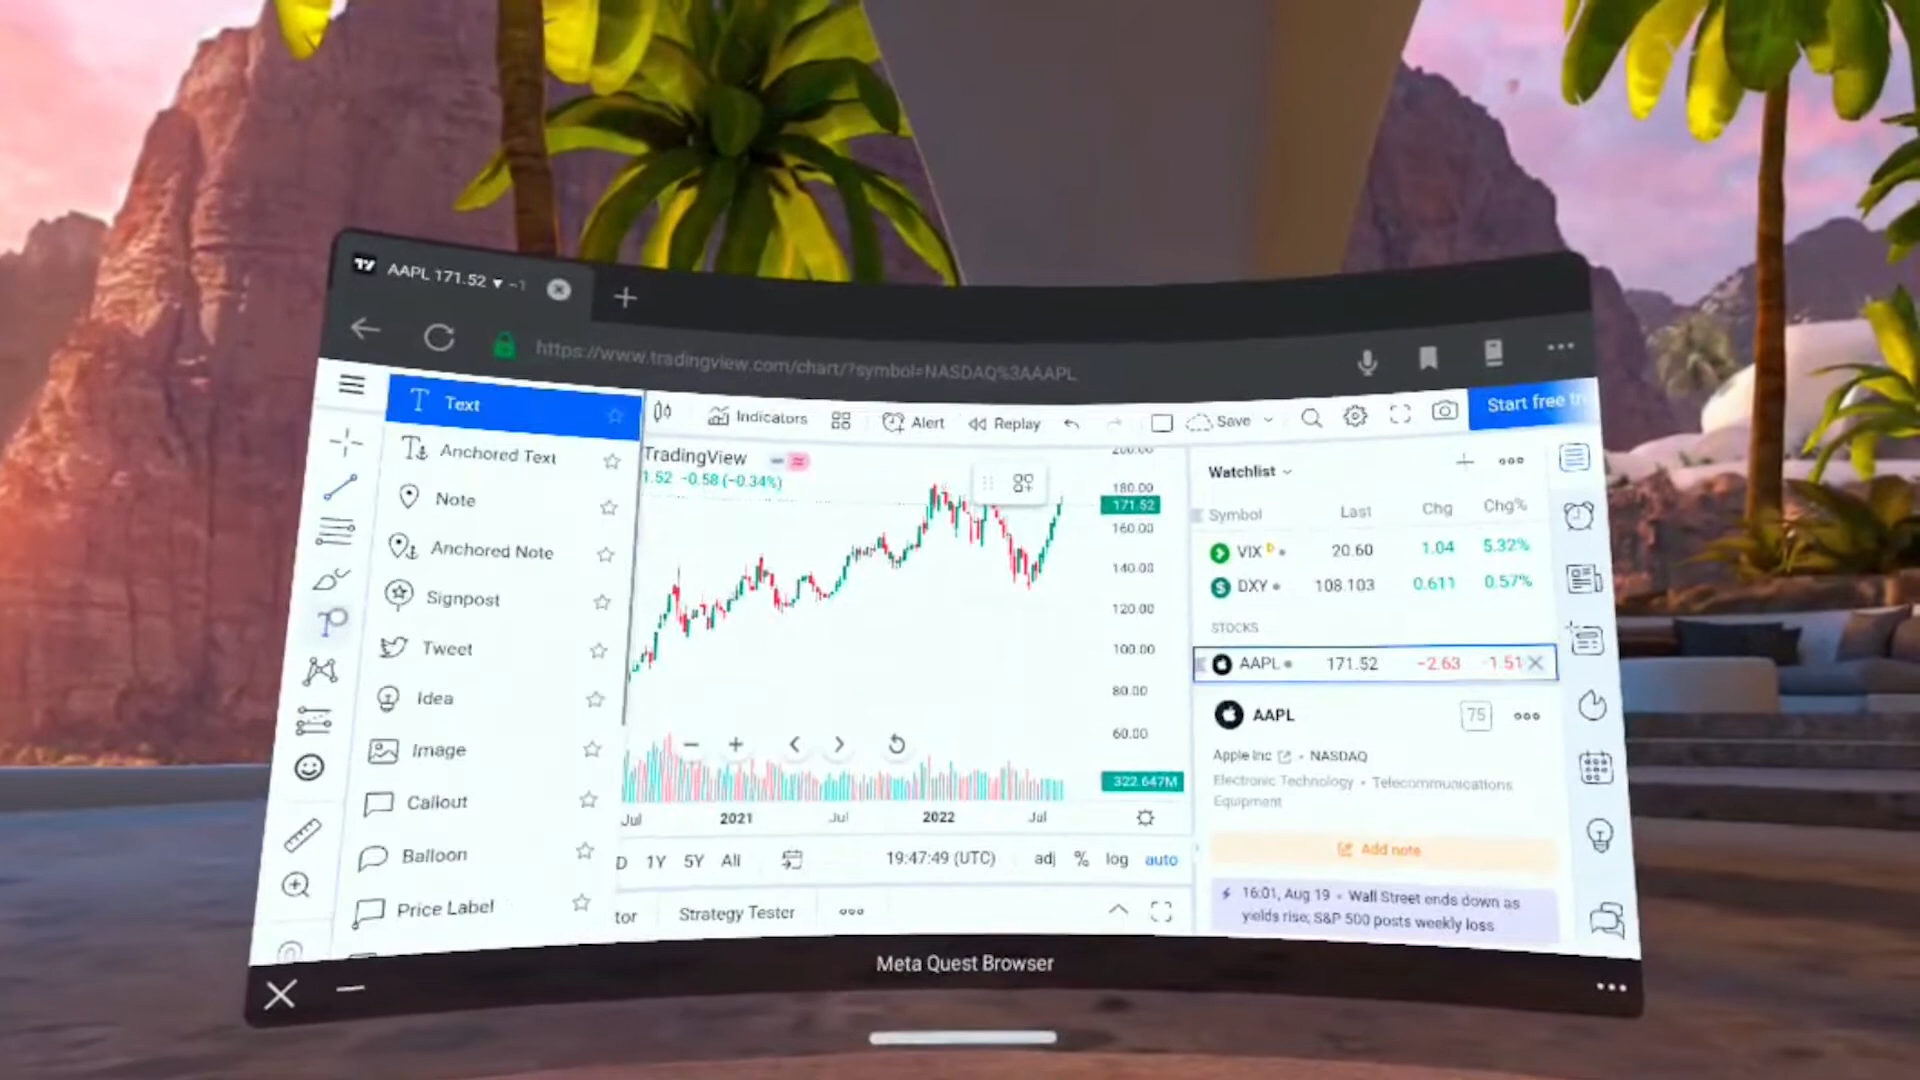 AAPL 171.52 ▼ −1
https://www.tradingview.com/chart/?symbol=NASDAQ%3AAAPL
Text
Anchored Text
Note
Anchored Note
Signpost
Tweet
Idea
Image
Callout
Balloon
Price Label
Indicators
Alert
Replay
Save
Start free
TradingView
1.52 −0.58 (−0.34%)
200.00
180.00
171.52
160.00
140.00
120.00
100.00
80.00
60.00
322.647M
Jul
2021
Jul
2022
Jul
D 1Y 5Y All
19:47:49 (UTC)
adj % log auto
tor
Strategy Tester
Watchlist
Symbol Last Chg Chg%
VIX D 20.60 1.04 5.32%
DXY 108.103 0.611 0.57%
STOCKS
AAPL 171.52 −2.63 −1.51
AAPL
75
Apple Inc • NASDAQ
Electronic Technology • Telecommunications
Equipment
Add note
16:01, Aug 19 • Wall Street ends down as
yields rise; S&P 500 posts weekly loss
Meta Quest Browser